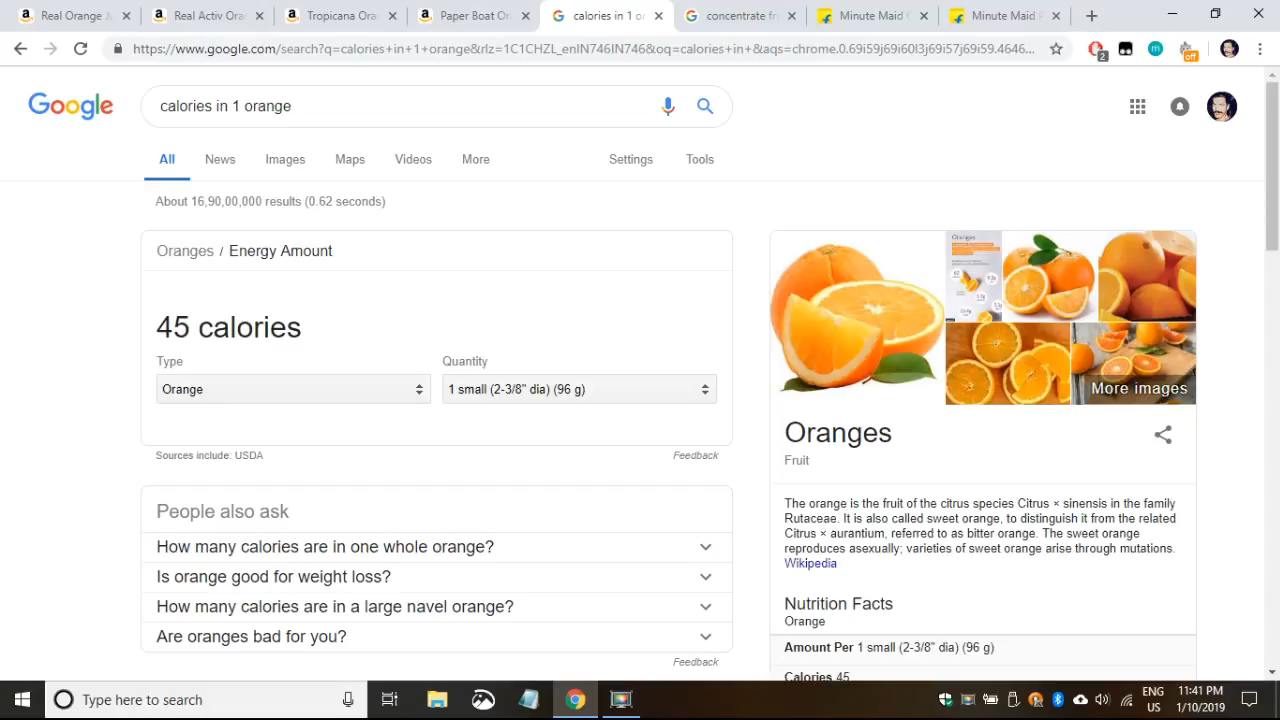 Real Orange Ju
Real Activ Oran
Tropicana Oran
Paper Boat Ora
calories in 1 or
concentrate fr
Minute Maid
Minute Maid
https://www.google.com/search?q=calories+in+1+orange&rlz=1C1CHZL_enIN746IN746&oq=calories+in+&aqs=chrome.0.69i59j69i60l3j69i57j69i59.4646...
2
off
Google
calories in 1 orange
All News Images Maps Videos More Settings Tools
About 16,90,00,000 results (0.62 seconds)
Oranges / Energy Amount
45 calories
Type
Quantity
Orange
1 small (2-3/8" dia) (96 g)
Sources include: USDA
Feedback
People also ask
How many calories are in one whole orange?
Is orange good for weight loss?
How many calories are in a large navel orange?
Are oranges bad for you?
Feedback
Oranges
More images
Oranges
Fruit
The orange is the fruit of the citrus species Citrus × sinensis in the family
Rutaceae. It is also called sweet orange, to distinguish it from the related
Citrus × aurantium, referred to as bitter orange. The sweet orange
reproduces asexually; varieties of sweet orange arise through mutations.
Wikipedia
Nutrition Facts
Orange
Amount Per 1 small (2-3/8" dia) (96 g)
Calories 45
Type here to search
ENG
US
11:41 PM
1/10/2019